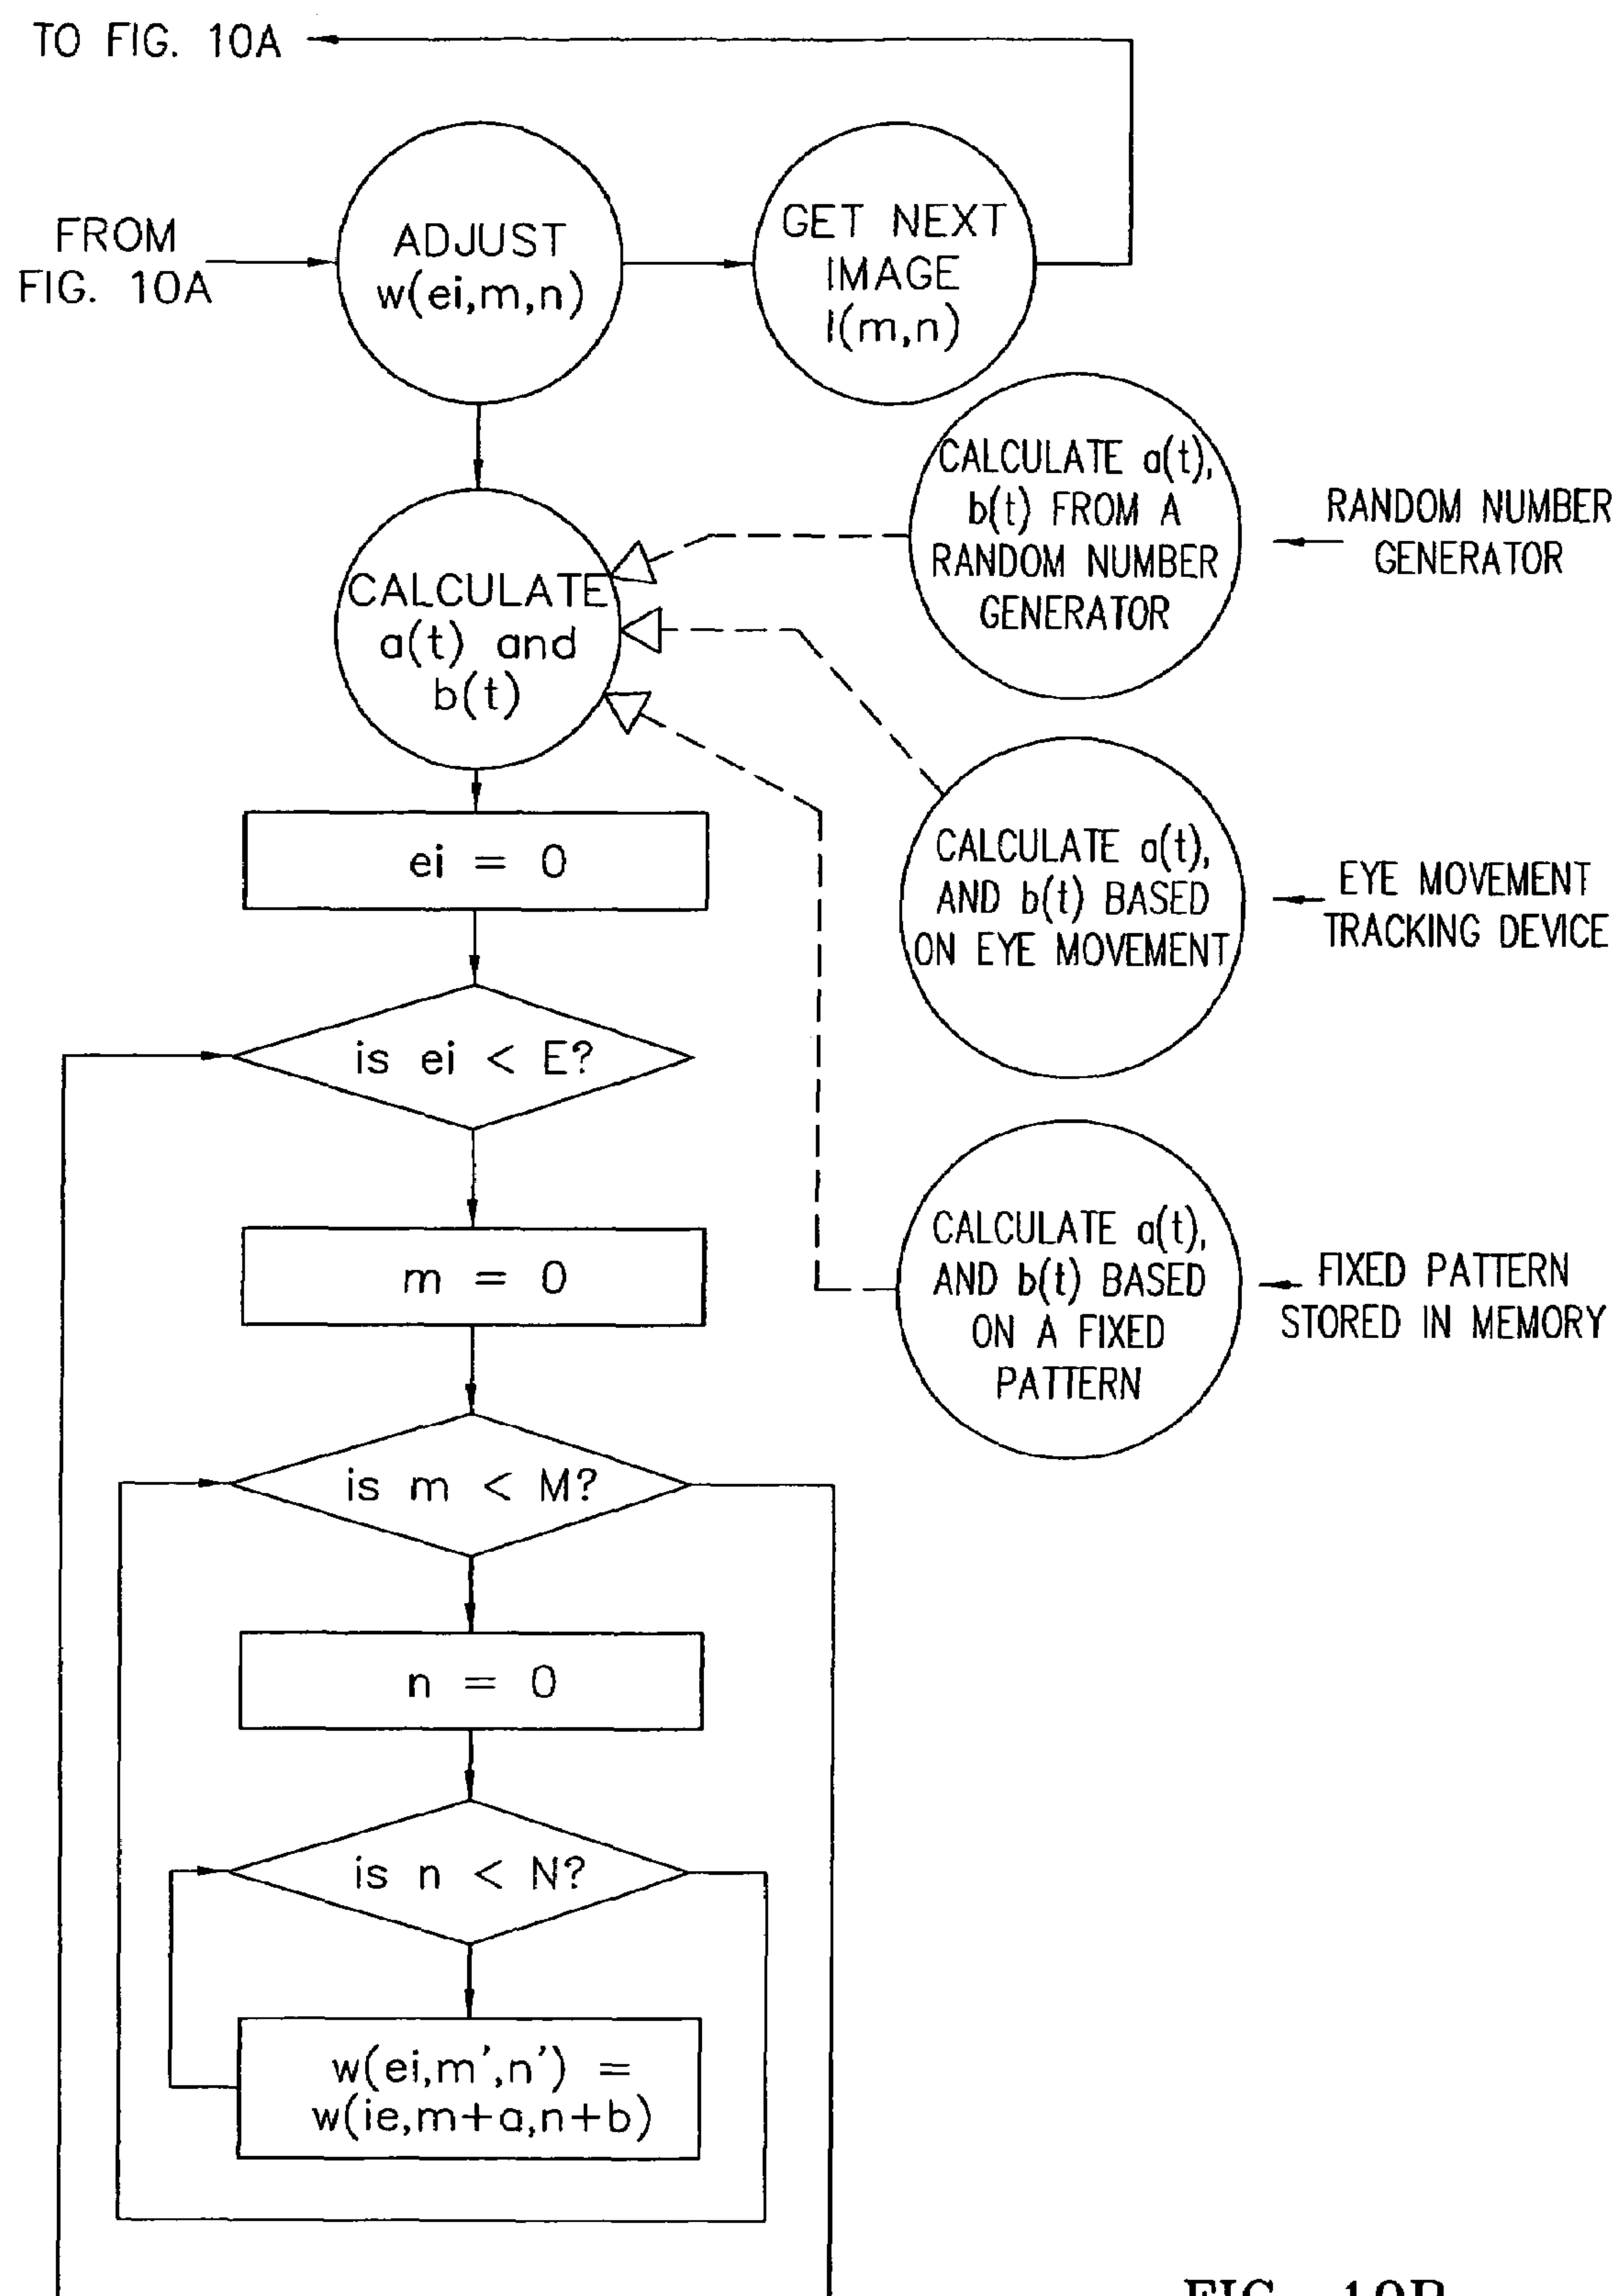 TO FIG. 10A
FROM
FIG. 10A
ADJUST
w(ei,m,n)
GET NEXT
IMAGE
I(m,n)
CALCULATE a(t),
b(t) FROM A
RANDOM NUMBER
GENERATOR
RANDOM NUMBER
GENERATOR
CALCULATE
a(t) and
b(t)
CALCULATE a(t),
AND b(t) BASED
ON EYE MOVEMENT
EYE MOVEMENT
TRACKING DEVICE
ei = 0
is ei < E?
m = 0
CALCULATE a(t),
AND b(t) BASED
ON A FIXED
PATTERN
FIXED PATTERN
STORED IN MEMORY
is m < M?
n = 0
is n < N?
w(ei,m',n') =
w(ie,m+a,n+b)
FIG. 10B